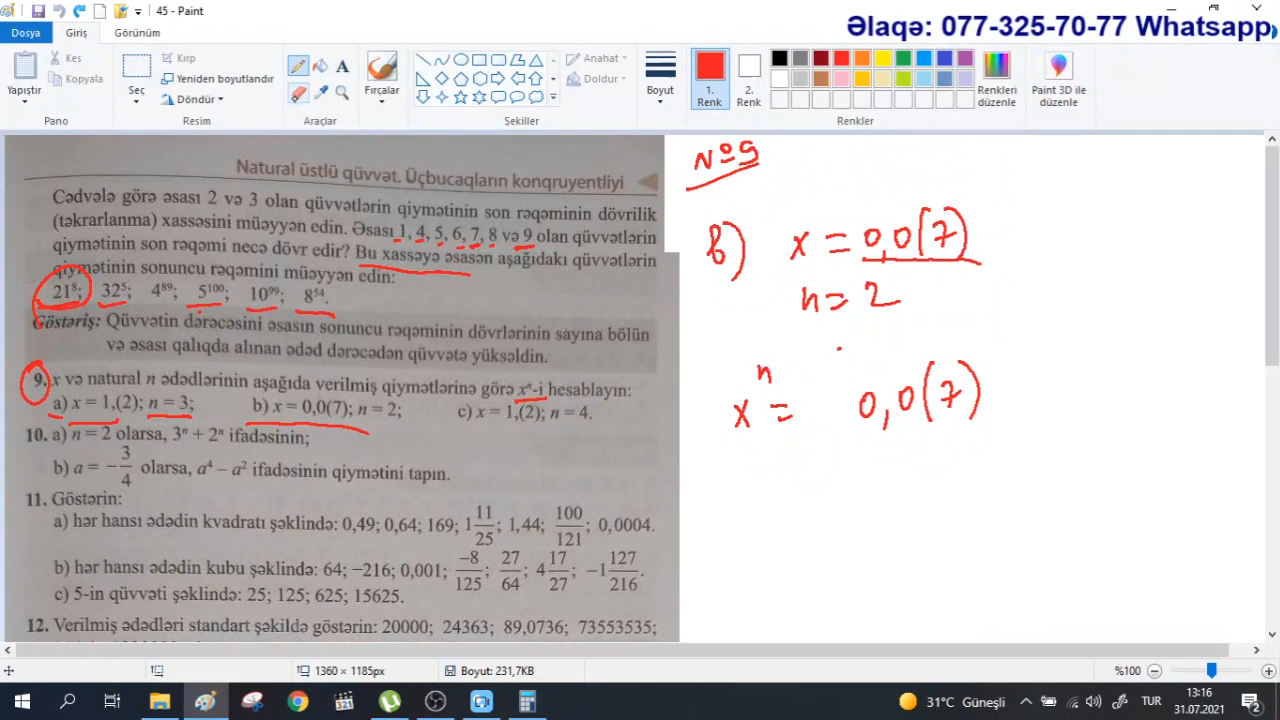 45 - Paint
Əlaqə: 077-325-70-77 Whatsapp
Dosya Giriş Görünüm
Yapıştır
Kes
Kopyala
Pano
Seç
Kırp
Yeniden boyutlandır
Döndür
Resim
A
Araçlar
Fırçalar
Anahat
Doldur
Şekiller
Boyut
1. Renk
2. Renk
Renkleri düzenle
Paint 3D ile düzenle
Renkler
Natural üstlü qüvvət. Üçbucaqların konqruyentliyi
Cədvələ görə əsası 2 və 3 olan qüvvətlərin qiymətinin son rəqəminin dövrilik
(təkrarlanma) xassəsini müəyyən edin. Əsası 1, 4, 5, 6, 7, 8 və 9 olan qüvvətlərin
qiymətinin son rəqəmi necə dövr edir? Bu xassəyə əsasən aşağıdakı qüvvətlərin
qiymətinin sonuncu rəqəmini müəyyən edin:
21⁸; 32⁵; 4⁸⁹; 5¹⁰⁰; 10⁹⁹; 8⁵⁴.
Göstəriş: Qüvvətin dərəcəsini əsasın sonuncu rəqəminin dövrlərinin sayına bölün
və əsası qalıqda alınan ədəd dərəcədən qüvvətə yüksəldin.
9. x və natural n ədədlərinin aşağıda verilmiş qiymətlərinə görə xⁿ-i hesablayın:
a) x = 1,(2); n = 3; b) x = 0,0(7); n = 2; c) x = 1,(2); n = 4.
10. a) n = 2 olarsa, 3ⁿ + 2ⁿ ifadəsinin;
b) a = −3/4 olarsa, a⁴ − a² ifadəsinin qiymətini tapın.
11. Göstərin:
a) hər hansı ədədin kvadratı şəklində: 0,49; 0,64; 169; 1 11/25; 1,44; 100/121; 0,0004.
b) hər hansı ədədin kubu şəklində: 64; −216; 0,001; −8/125; 27/64; 4 17/27; −1 127/216.
c) 5-in qüvvəti şəklində: 25; 125; 625; 15625.
12. Verilmiş ədədləri standart şəkildə göstərin: 20000; 24363; 89,0736; 73553535;
№9
b) x = 0,0(7)
n = 2
xⁿ = 0,0(7)
1360 × 1185px
Boyut: 231,7KB
%100
31°C Güneşli
TUR
13:16
31.07.2021
2